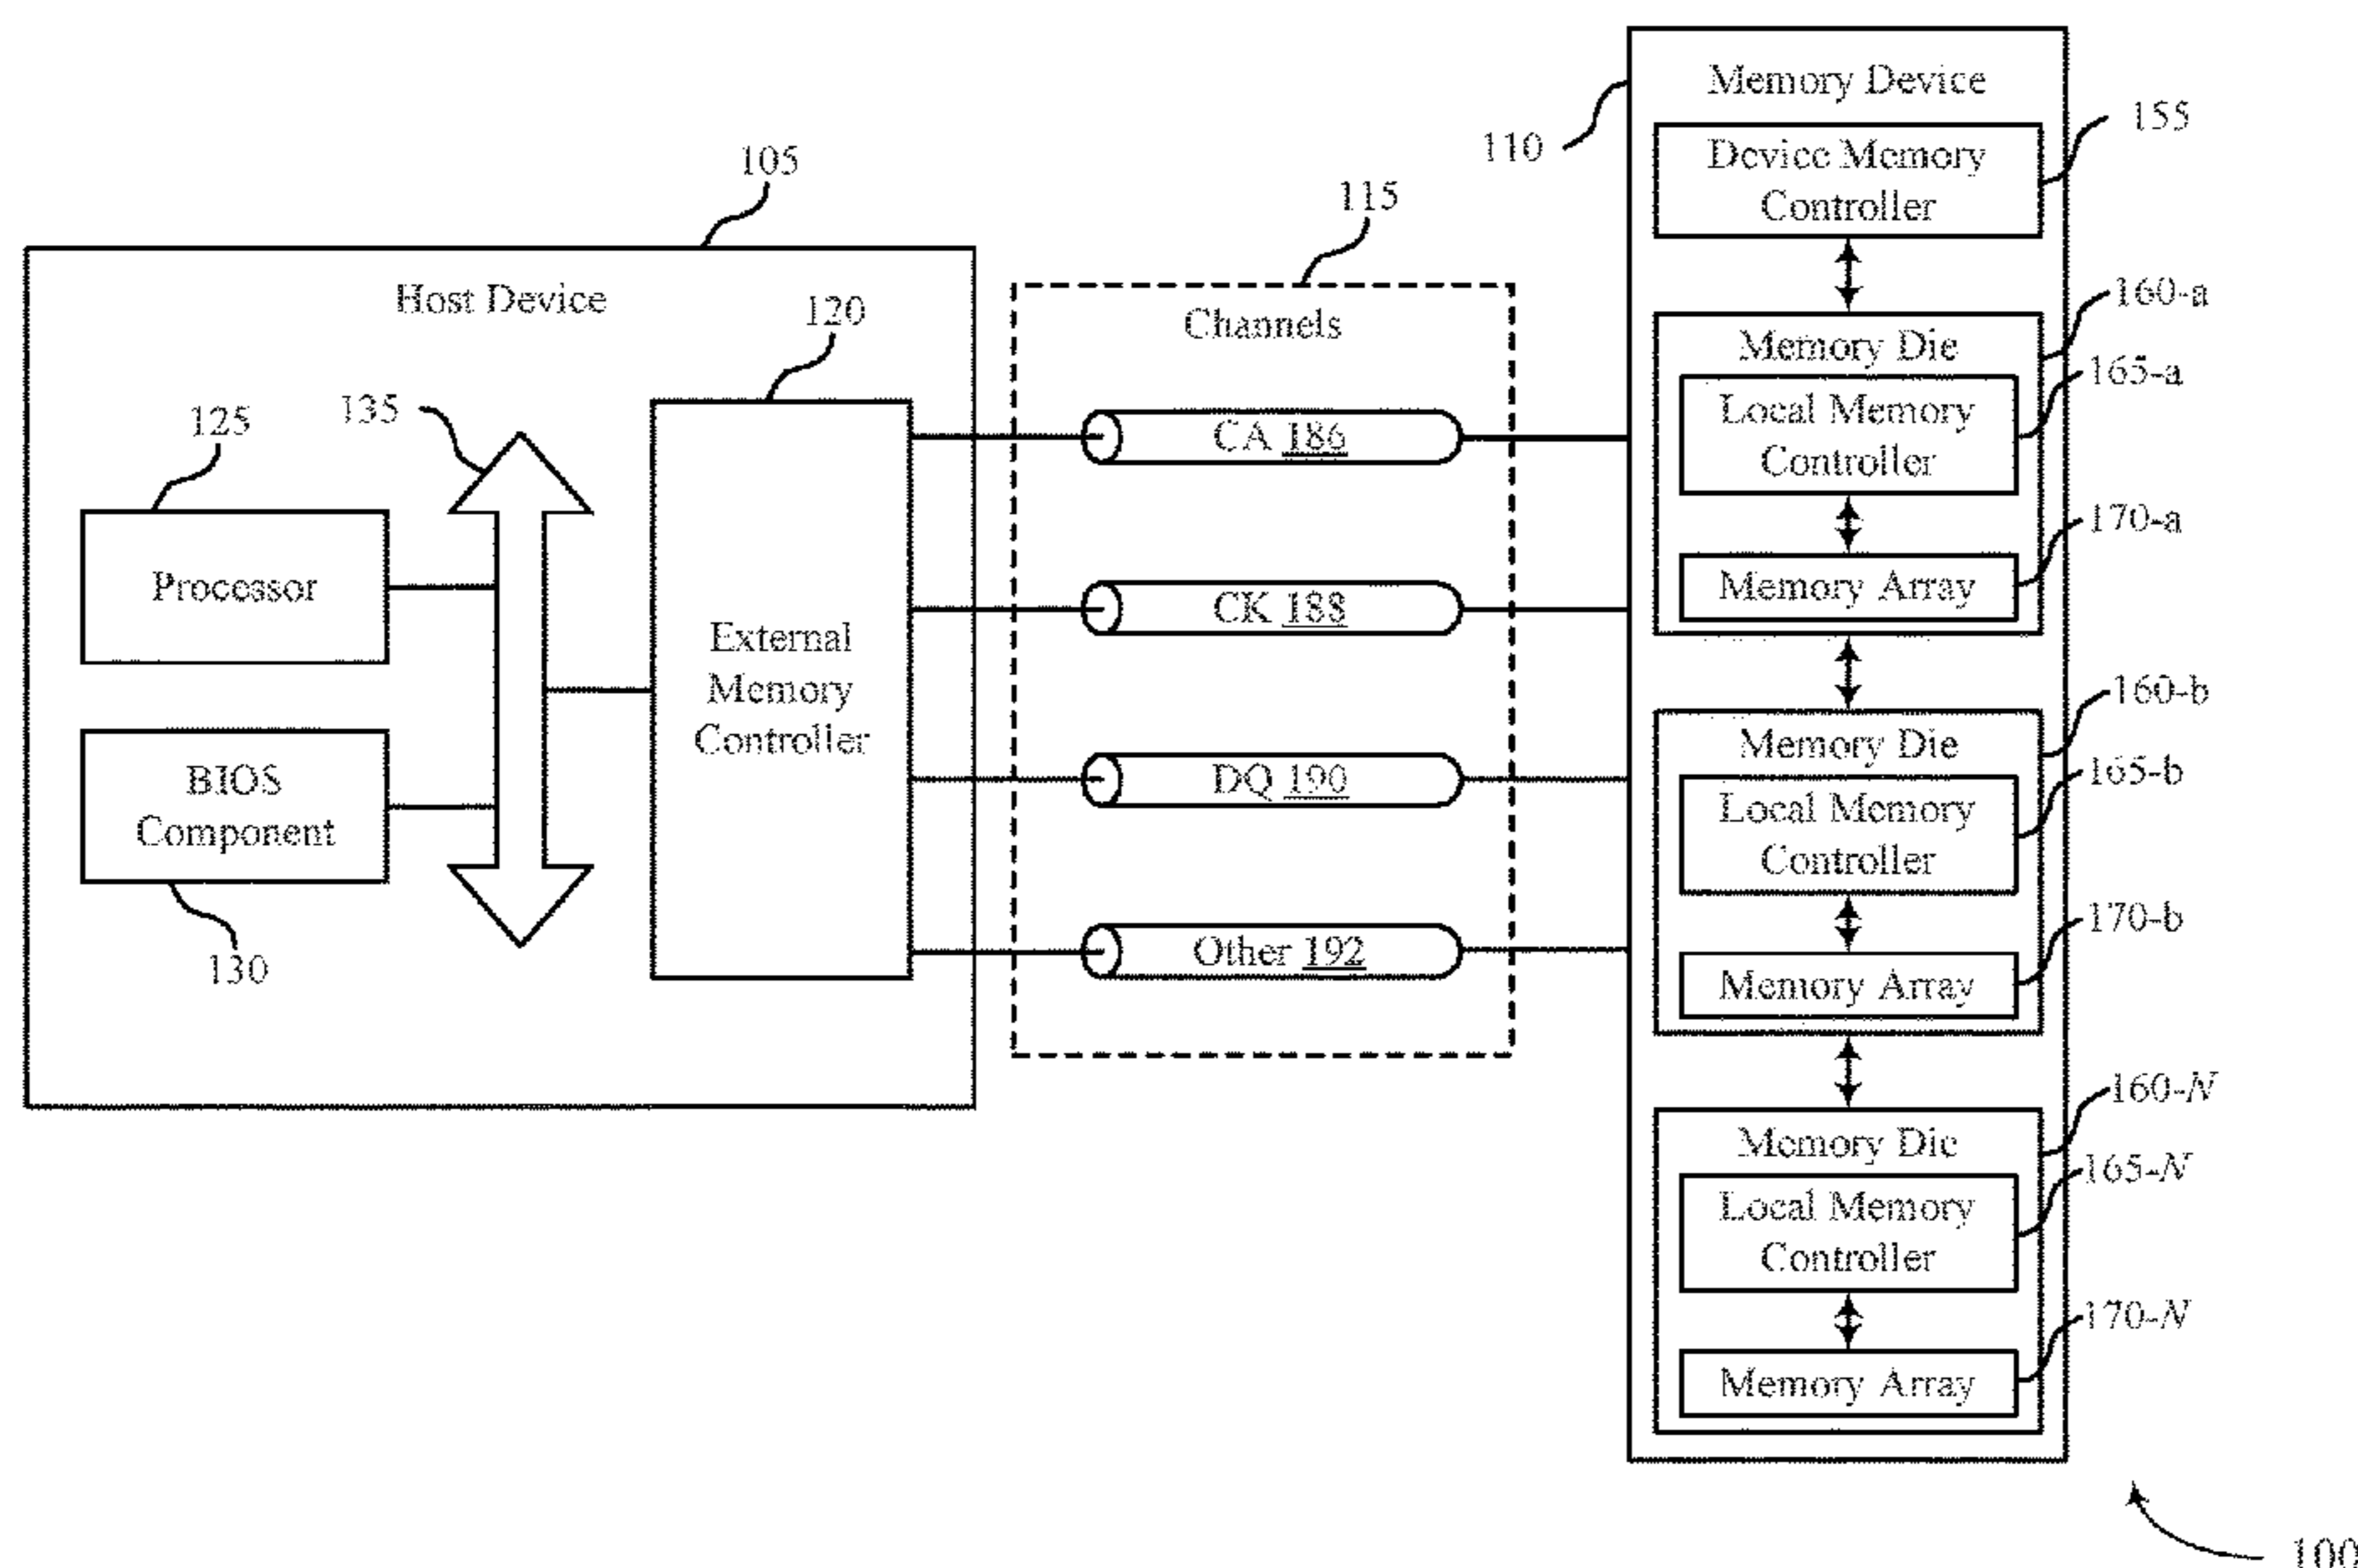 105
Host Device
125
Processor
BIOS
Component
130
135
120
External
Memory
Controller
115
Channels
CA 186
CK 188
DQ 190
Other 192
110
Memory Device
155
Device Memory
Controller
160-a
Memory Die
165-a
Local Memory
Controller
170-a
Memory Array
160-b
Memory Die
165-b
Local Memory
Controller
170-b
Memory Array
160-N
Memory Die
165-N
Local Memory
Controller
170-N
Memory Array
100